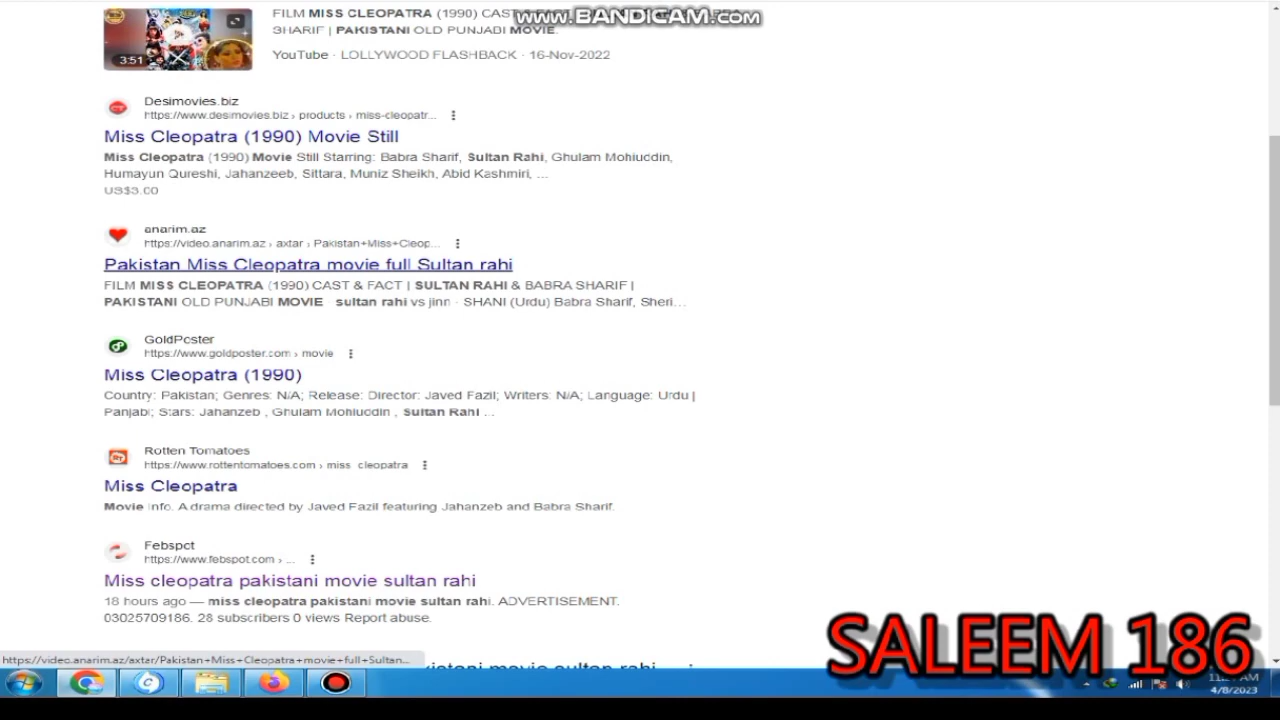 FILM MISS CLEOPATRA (1990) CAST &
www.BANDICAM.com
SHARIF | PAKISTANI OLD PUNJABI MOVIE.
3:51
YouTube · LOLLYWOOD FLASHBACK · 16-Nov-2022
Desimovies.biz
https://www.desimovies.biz › products › miss-cleopatr...
Miss Cleopatra (1990) Movie Still
Miss Cleopatra (1990) Movie Still Starring: Babra Sharif, Sultan Rahi, Ghulam Mohiuddin,
Humayun Qureshi, Jahanzeeb, Sittara, Muniz Sheikh, Abid Kashmiri, ...
US$3.00
anarim.az
https://video.anarim.az › axtar › Pakistan+Miss+Cleop...
Pakistan Miss Cleopatra movie full Sultan rahi
FILM MISS CLEOPATRA (1990) CAST & FACT | SULTAN RAHI & BABRA SHARIF |
PAKISTANI OLD PUNJABI MOVIE · sultan rahi vs jinn · SHANI (Urdu) Babra Sharif, Sheri...
GoldPoster
https://www.goldposter.com › movie
Miss Cleopatra (1990)
Country: Pakistan; Genres: N/A; Release: Director: Javed Fazil; Writers: N/A; Language: Urdu |
Panjabi; Stars: Jahanzeb , Ghulam Mohiuddin , Sultan Rahi ...
Rotten Tomatoes
https://www.rottentomatoes.com › miss_cleopatra
Miss Cleopatra
Movie Info. A drama directed by Javed Fazil featuring Jahanzeb and Babra Sharif.
Febspot
https://www.febspot.com › ...
Miss cleopatra pakistani movie sultan rahi
18 hours ago — miss cleopatra pakistani movie sultan rahi. ADVERTISEMENT.
03025709186. 28 subscribers 0 views Report abuse.
SALEEM 186
https://video.anarim.az/axtar/Pakistan+Miss+Cleopatra+movie+full+Sultan...
movie sultan rahi
4/8/2023